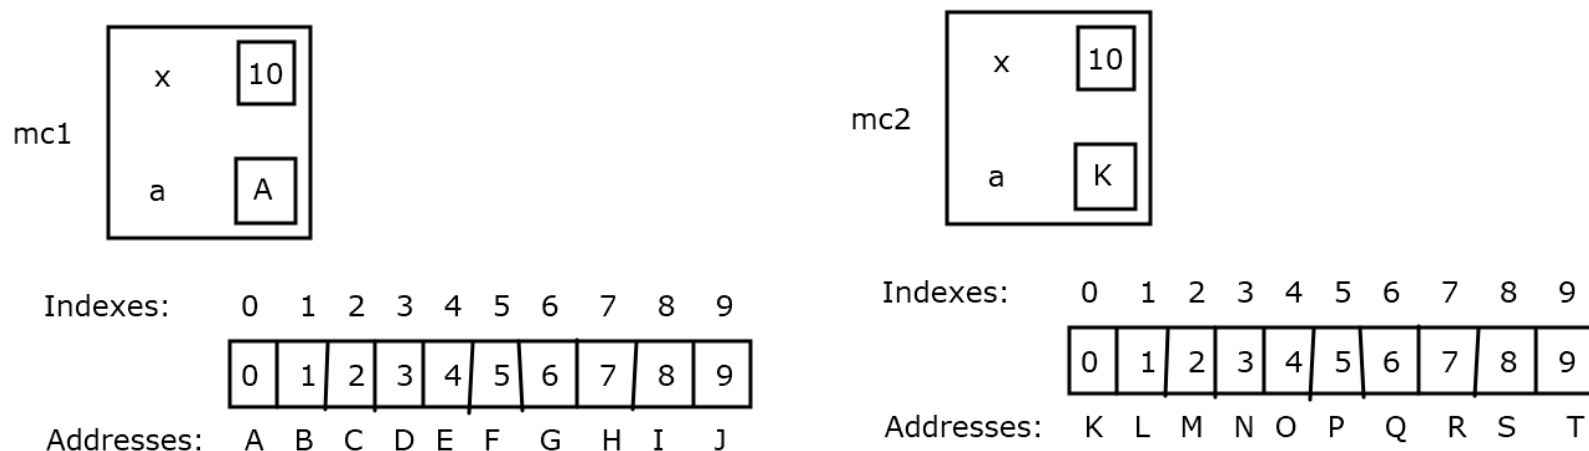 x 10
mc1
a A
Indexes: 0 1 2 3 4 5 6 7 8 9
0 1 2 3 4 5 6 7 8 9
Addresses: A B C D E F G H I J
x 10
mc2
a K
Indexes: 0 1 2 3 4 5 6 7 8 9
0 1 2 3 4 5 6 7 8 9
Addresses: K L M N O P Q R S T